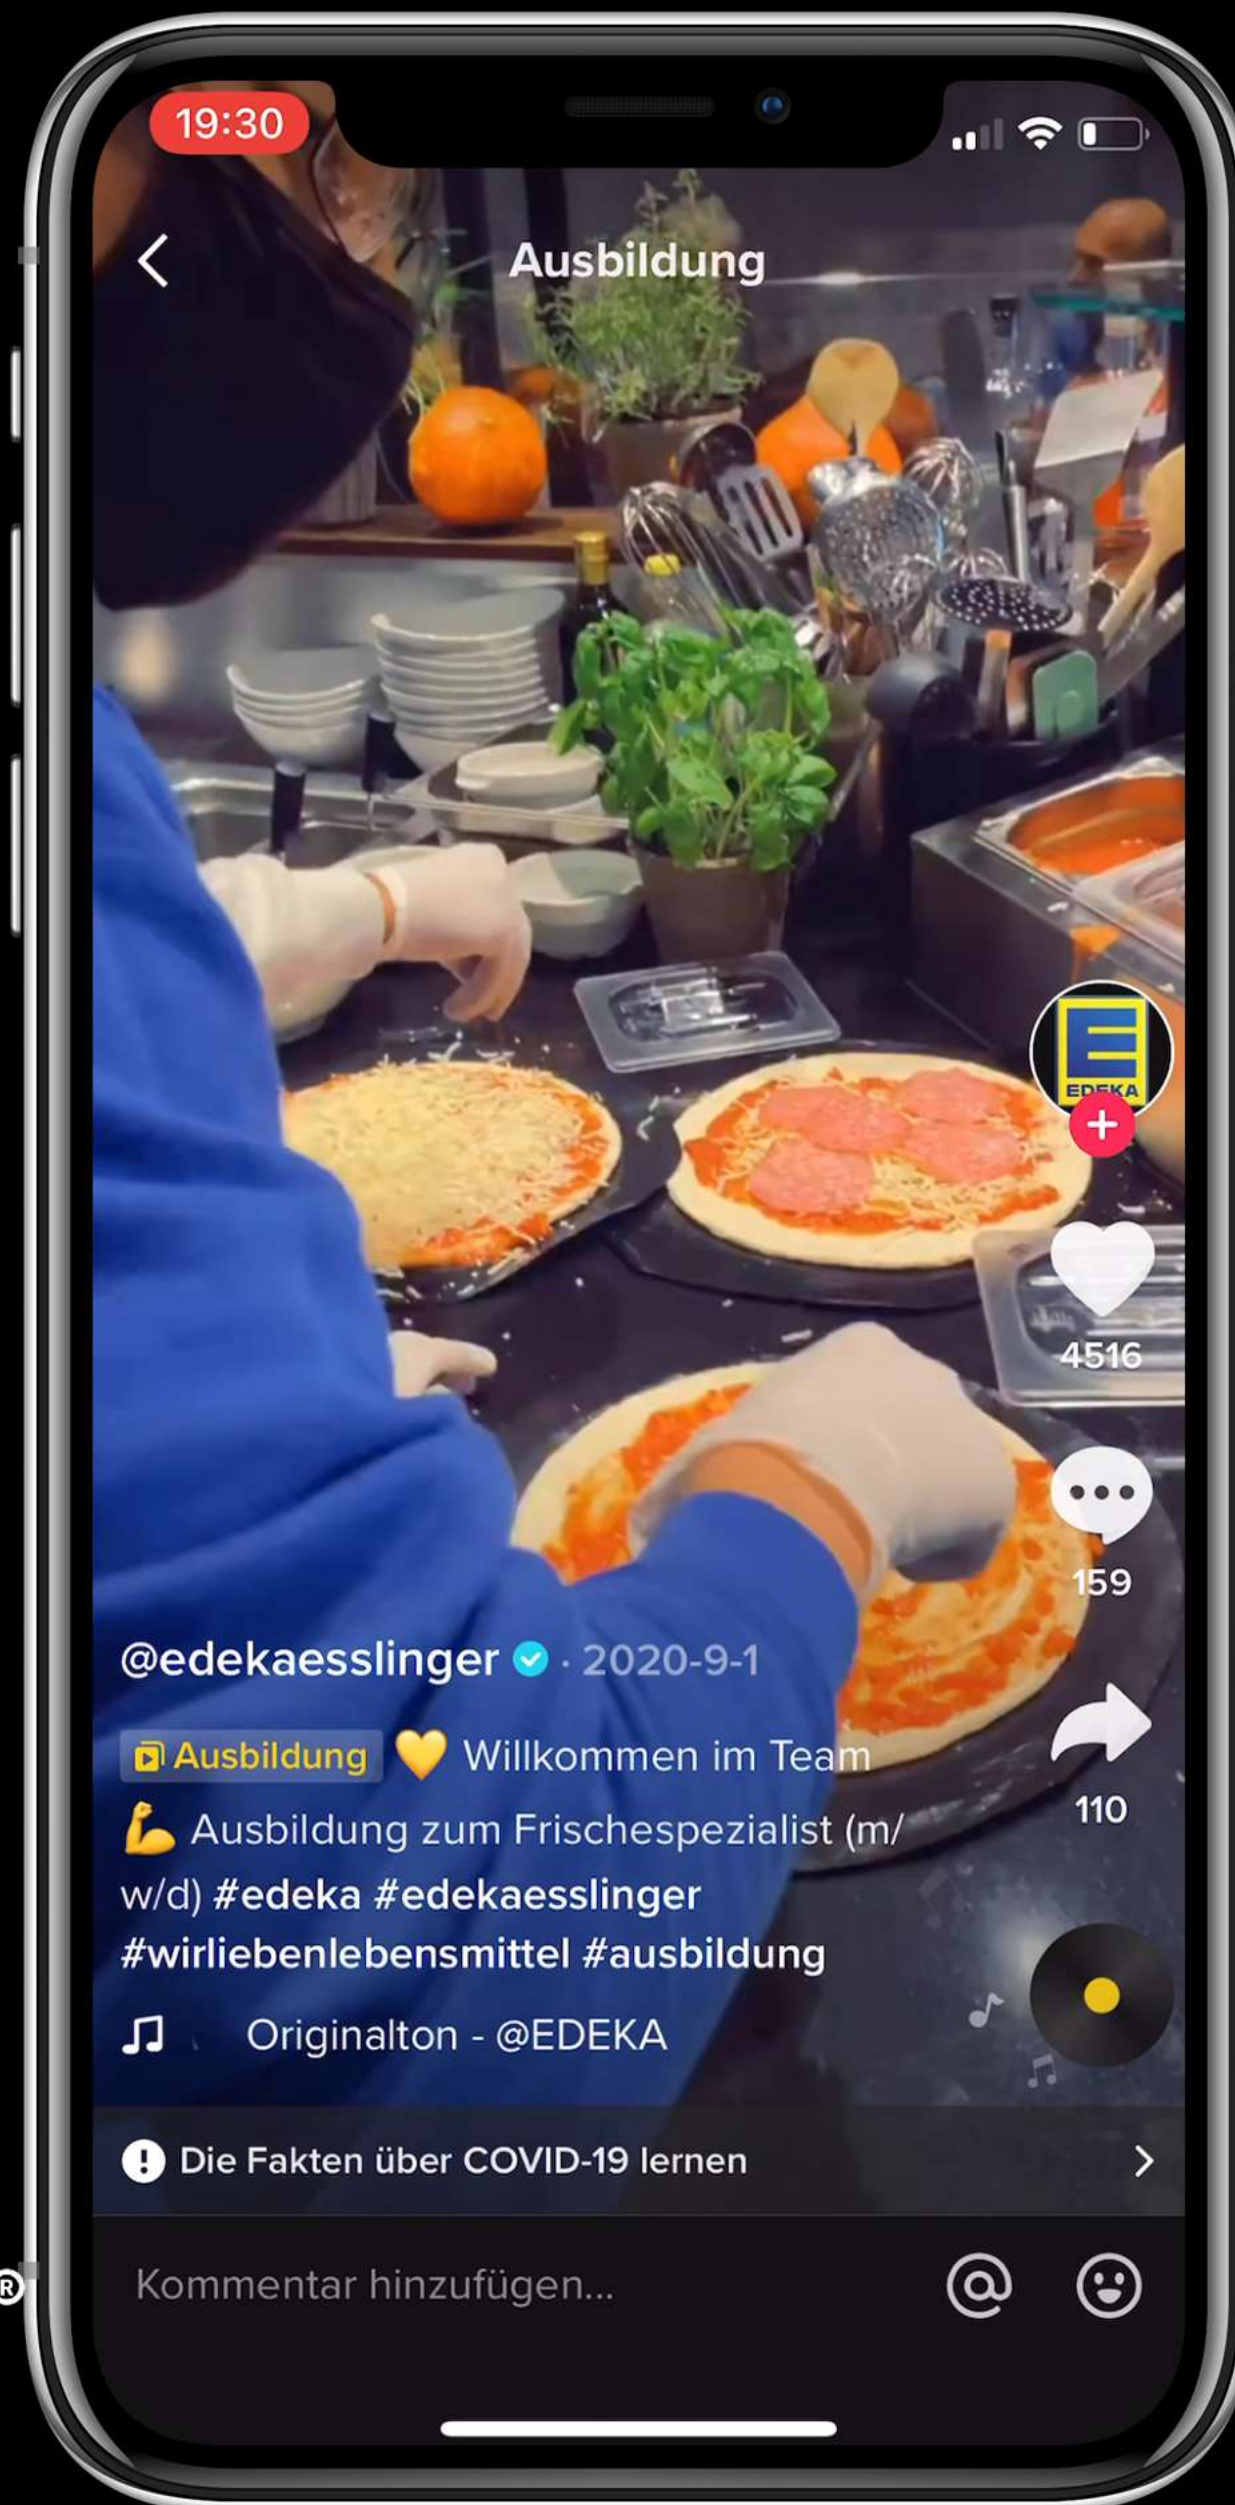 19:30
Ausbildung
EDEKA
4516
159
@edekaesslinger · 2020-9-1
Ausbildung 💛 Willkommen im Team
💪 Ausbildung zum Frischespezialist (m/
w/d) #edeka #edekaesslinger
#wirliebenlebensmittel #ausbildung
110
Originalton - @EDEKA
Die Fakten über COVID-19 lernen
Kommentar hinzufügen...
®